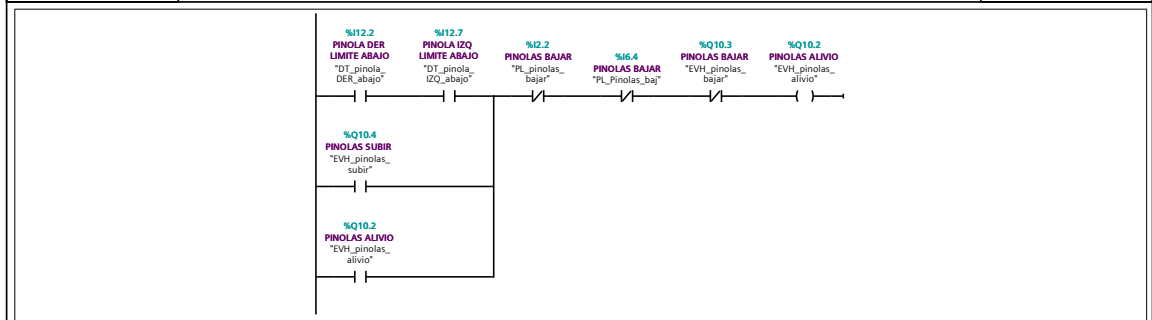 %I12.2
PINOLA DER
LIMITE ABAJO
"DT_pinola_
DER_abajo"
%I12.7
PINOLA IZQ
LIMITE ABAJO
"DT_pinola_
IZQ_abajo"
%I2.2
PINOLAS BAJAR
"PL_pinolas_
bajar"
%I6.4
PINOLAS BAJAR
"PL_Pinolas_baj"
%Q10.3
PINOLAS BAJAR
"EVH_pinolas_
bajar"
%Q10.2
PINOLAS ALIVIO
"EVH_pinolas_
alivio"
%Q10.4
PINOLAS SUBIR
"EVH_pinolas_
subir"
%Q10.2
PINOLAS ALIVIO
"EVH_pinolas_
alivio"